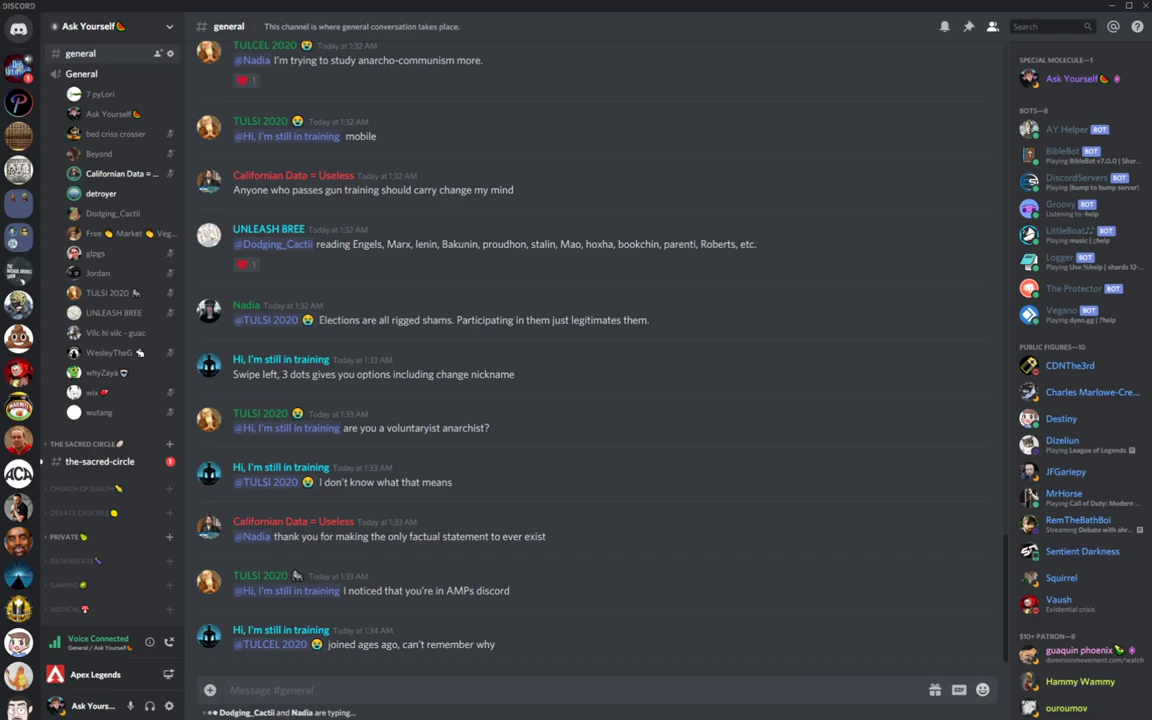 DISCORD
Ask Yourself🍉
# general
This channel is where general conversation takes place.
Search
general
General
7 pyLori
Ask Yourself🍉
bed criss crosser
Beyond
Californian Data = ...
detroyer
Dodging_Cactii
Free 👏 Market 👏 Veg...
glpgs
Jordan
TULSI 2020 🦍
UNLEASH BREE
Vilc hi vilc - guac
WesleyTheG 🐇
whyZaya
wix
wutang
THE SACRED CIRCLE
# the-sacred-circle 1
CHURCH OF DARTH
DEBATE CRUCIBLE🍋
PRIVATE
DEGENERATE🍆
GAMING🥝
MEDICAL🍄
Voice Connected
General / Ask Yourself🍉
Apex Legends
Ask Yours...
TULCEL 2020 😭 Today at 1:32 AM
@Nadia I'm trying to study anarcho-communism more.
❤️ 1
TULSI 2020 😭 Today at 1:32 AM
@Hi, I'm still in training mobile
Californian Data = Useless Today at 1:32 AM
Anyone who passes gun training should carry change my mind
UNLEASH BREE Today at 1:32 AM
@Dodging_Cactii reading Engels, Marx, lenin, Bakunin, proudhon, stalin, Mao, hoxha, bookchin, parenti, Roberts, etc.
❤️ 1
Nadia Today at 1:32 AM
@TULSI 2020 😭 Elections are all rigged shams. Participating in them just legitimates them.
Hi, I'm still in training Today at 1:33 AM
Swipe left, 3 dots gives you options including change nickname
TULSI 2020 😭 Today at 1:33 AM
@Hi, I'm still in training are you a voluntaryist anarchist?
Hi, I'm still in training Today at 1:33 AM
@TULSI 2020 😭 I don't know what that means
Californian Data = Useless Today at 1:33 AM
@Nadia thank you for making the only factual statement to ever exist
TULSI 2020 🦍 Today at 1:33 AM
@Hi, I'm still in training I noticed that you're in AMPs discord
Hi, I'm still in training Today at 1:34 AM
@TULCEL 2020 😭 joined ages ago, can't remember why
Message #general
GIF
Dodging_Cactii and Nadia are typing...
SPECIAL MOLECULE—1
Ask Yourself🍉
BOTS—8
AY Helper BOT
BibleBot BOT
Playing BibleBot v7.0.0 | Shar...
DiscordServers BOT
Playing !bump to bump server!
Groovy BOT
Listening to -help
LittleBoat♪♪ BOT
Playing music | ;;help
Logger BOT
Playing Use %help | shards 12-...
The Protector BOT
Vegano BOT
Playing dyno.gg | ?help
PUBLIC FIGURES—10
CDNThe3rd
Charles Marlowe-Cre...
Destiny
Dizeliun
Playing League of Legends
JFGariepy
MrHorse
Playing Call of Duty: Modern ...
RemTheBathBoi
Streaming Debate with ahr...
Sentient Darkness
Squirrel
Vaush
Existential crisis
$10+ PATRON—8
guaquin phoenix
dominionmovement.com/watch
Hammy Wammy
ouroumov
ACA